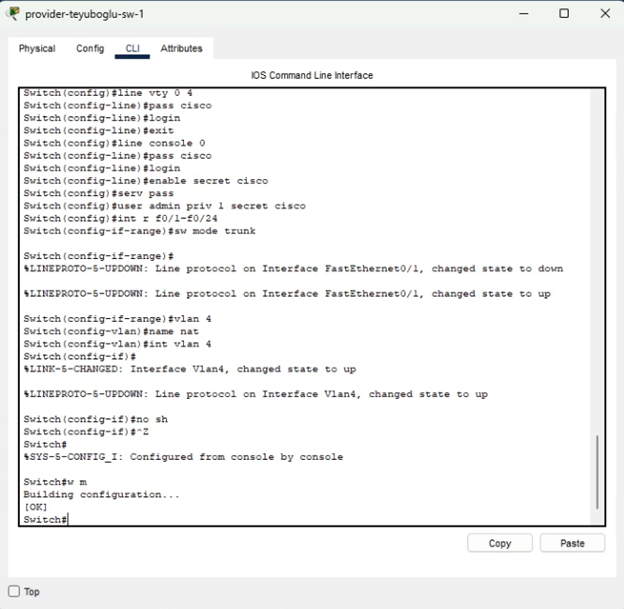 provider-teyuboglu-sw-1
Physical Config CLI Attributes
IOS Command Line Interface
Switch(config)#line vty 0 4
Switch(config-line)#pass cisco
Switch(config-line)#login
Switch(config-line)#exit
Switch(config)#line console 0
Switch(config-line)#pass cisco
Switch(config-line)#login
Switch(config-line)#enable secret cisco
Switch(config)#serv pass
Switch(config)#user admin priv 1 secret cisco
Switch(config)#int r f0/1-f0/24
Switch(config-if-range)#sw mode trunk
Switch(config-if-range)#
%LINEPROTO-5-UPDOWN: Line protocol on Interface FastEthernet0/1, changed state to down
%LINEPROTO-5-UPDOWN: Line protocol on Interface FastEthernet0/1, changed state to up
Switch(config-if-range)#vlan 4
Switch(config-vlan)#name nat
Switch(config-vlan)#int vlan 4
Switch(config-if)#
%LINK-5-CHANGED: Interface Vlan4, changed state to up
%LINEPROTO-5-UPDOWN: Line protocol on Interface Vlan4, changed state to up
Switch(config-if)#no sh
Switch(config-if)#^Z
Switch#
%SYS-5-CONFIG_I: Configured from console by console
Switch#w m
Building configuration...
[OK]
Switch#
Copy Paste
Top